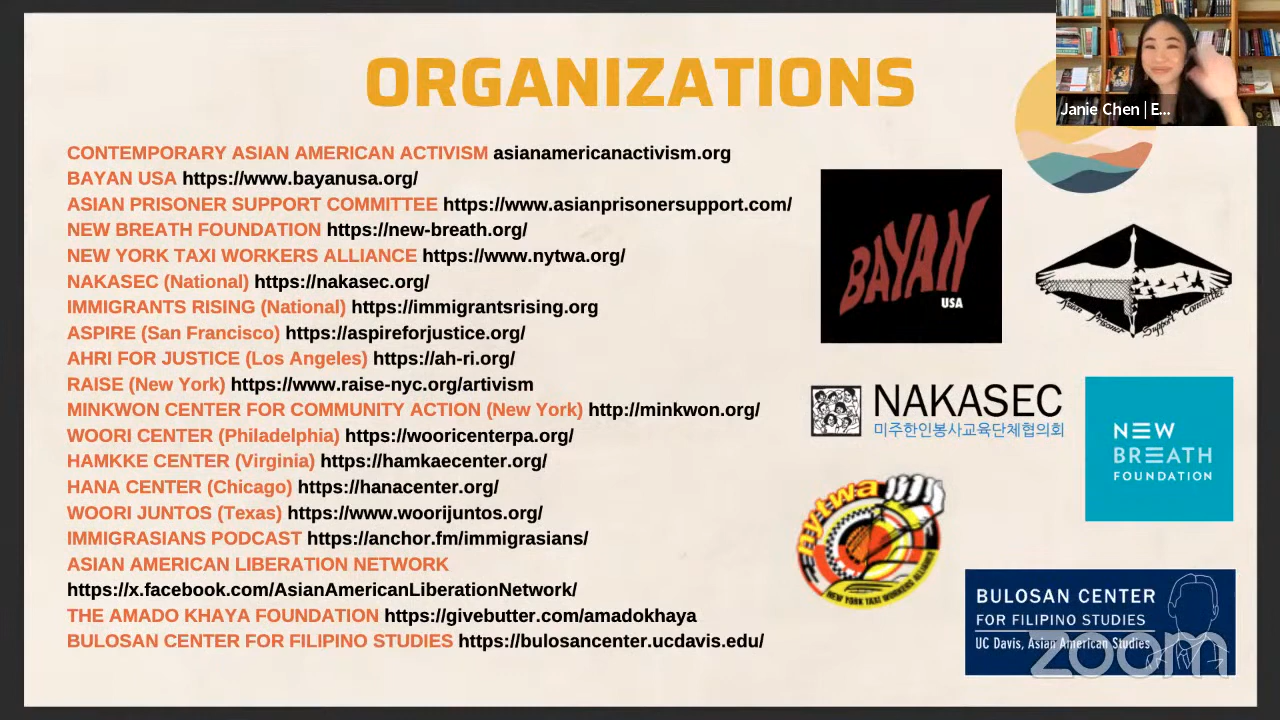 ORGANIZATIONS
Janie Chen | E...
CONTEMPORARY ASIAN AMERICAN ACTIVISM asianamericanactivism.org
BAYAN USA https://www.bayanusa.org/
ASIAN PRISONER SUPPORT COMMITTEE https://www.asianprisonersupport.com/
NEW BREATH FOUNDATION https://new-breath.org/
NEW YORK TAXI WORKERS ALLIANCE https://www.nytwa.org/
NAKASEC (National) https://nakasec.org/
IMMIGRANTS RISING (National) https://immigrantsrising.org
ASPIRE (San Francisco) https://aspireforjustice.org/
AHRI FOR JUSTICE (Los Angeles) https://ah-ri.org/
RAISE (New York) https://www.raise-nyc.org/artivism
MINKWON CENTER FOR COMMUNITY ACTION (New York) http://minkwon.org/
WOORI CENTER (Philadelphia) https://wooricenterpa.org/
HAMKKE CENTER (Virginia) https://hamkaecenter.org/
HANA CENTER (Chicago) https://hanacenter.org/
WOORI JUNTOS (Texas) https://www.woorijuntos.org/
IMMIGRASIANS PODCAST https://anchor.fm/immigrasians/
ASIAN AMERICAN LIBERATION NETWORK
https://x.facebook.com/AsianAmericanLiberationNetwork/
THE AMADO KHAYA FOUNDATION https://givebutter.com/amadokhaya
BULOSAN CENTER FOR FILIPINO STUDIES https://bulosancenter.ucdavis.edu/
BAYAN
USA
Asian Prisoner Support Committee
NAKASEC
미주한인봉사교육단체협의회
NEW
BREATH
FOUNDATION
nytwa
NEW YORK TAXI WORKERS ALLIANCE
BULOSAN CENTER
FOR FILIPINO STUDIES
UC Davis, Asian American Studies
zoom